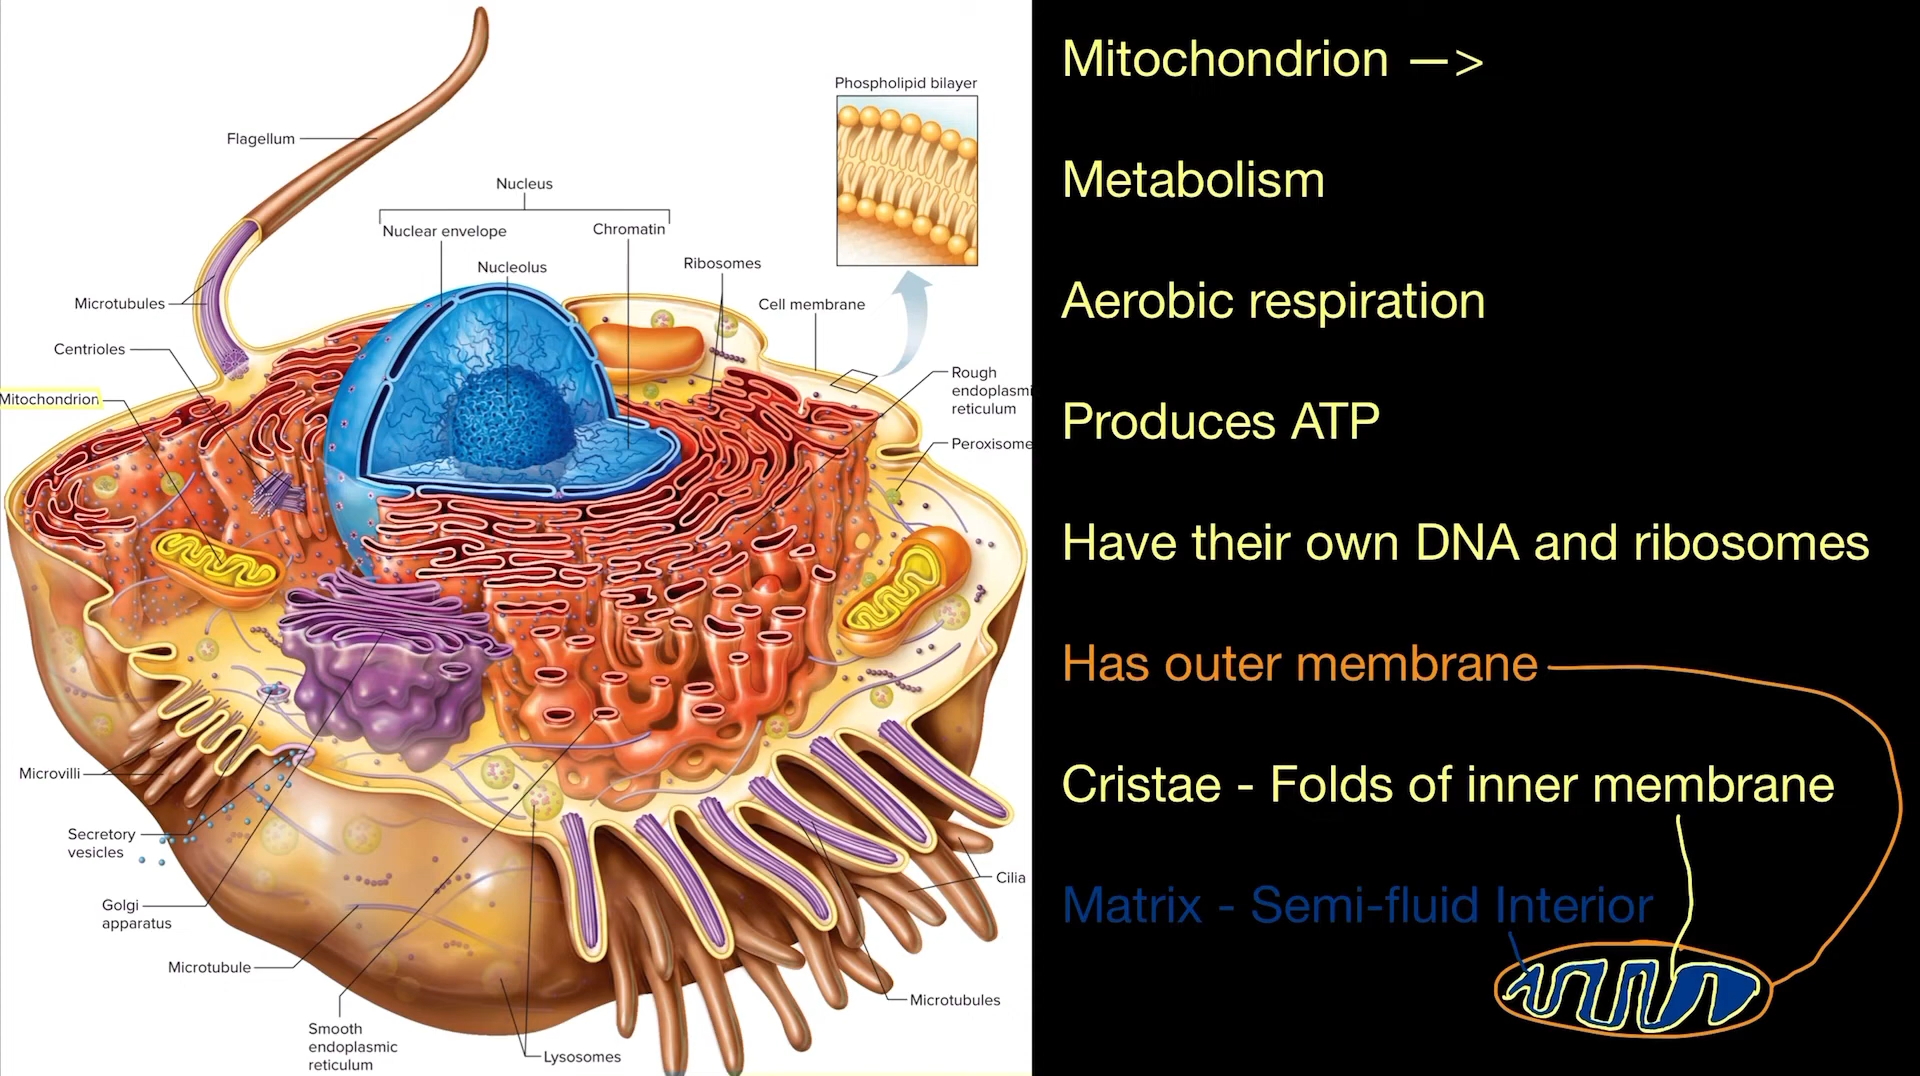 Phospholipid bilayer
Flagellum
Nucleus
Nuclear envelope
Chromatin
Nucleolus
Ribosomes
Microtubules
Cell membrane
Centrioles
Mitochondrion
Rough
endoplasmi
reticulum
Peroxisome
Microvilli
Secretory
vesicles
Cilia
Golgi
apparatus
Microtubule
Microtubules
Smooth
endoplasmic
reticulum
Lysosomes
Mitochondrion —>
Metabolism
Aerobic respiration
Produces ATP
Have their own DNA and ribosomes
Has outer membrane
Cristae - Folds of inner membrane
Matrix - Semi-fluid Interior